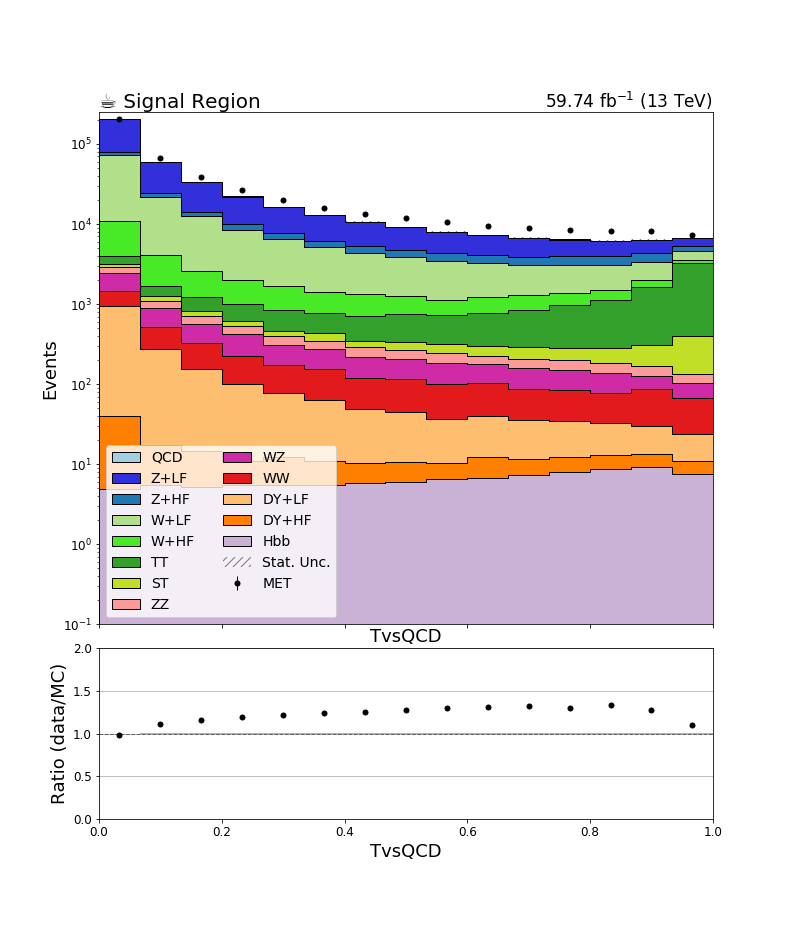 ☕ Signal Region
59.74 fb⁻¹ (13 TeV)
Events
10⁵
10⁴
10³
10²
10¹
10⁰
10⁻¹
QCD
Z+LF
Z+HF
W+LF
W+HF
TT
ST
ZZ
WZ
WW
DY+LF
DY+HF
Hbb
Stat. Unc.
MET
TvsQCD
Ratio (data/MC)
2.0
1.5
1.0
0.5
0.0
0.0 0.2 0.4 0.6 0.8 1.0
TvsQCD